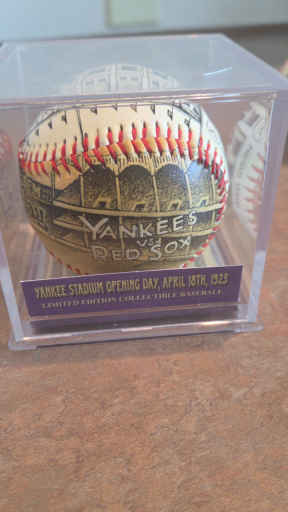 YANKEES
VS
RED SOX
YANKEE STADIUM OPENING DAY, APRIL 18TH, 1923
LIMITED EDITION COLLECTIBLE BASEBALL